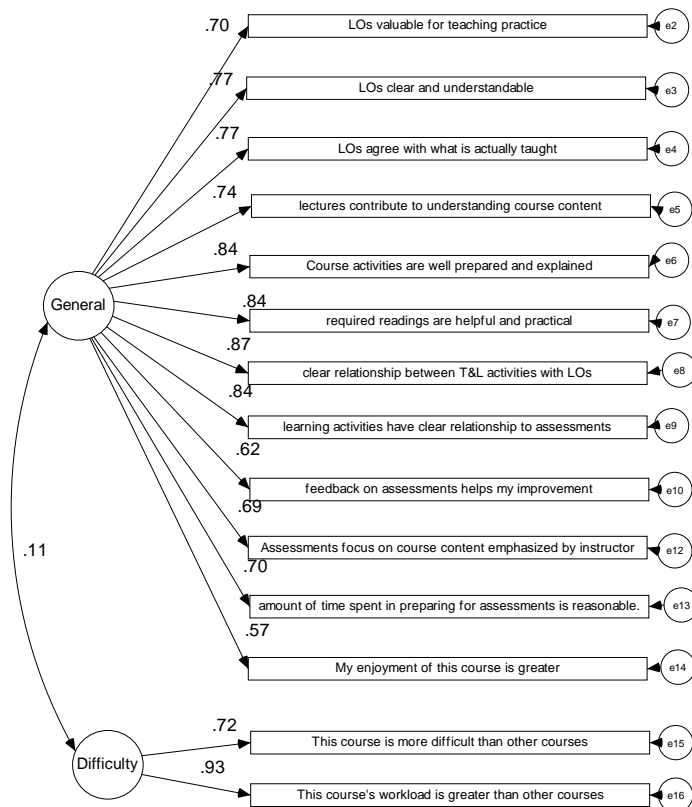 .70
LOs valuable for teaching practice
e2
.77
LOs clear and understandable
e3
.77
LOs agree with what is actually taught
e4
.74
lectures contribute to understanding course content
e5
.84
Course activities are well prepared and explained
e6
General
.84
required readings are helpful and practical
e7
.87
clear relationship between T&L activities with LOs
e8
.84
learning activities have clear relationship to assessments
e9
.62
feedback on assessments helps my improvement
e10
.69
Assessments focus on course content emphasized by instructor
e12
.11
.70
amount of time spent in preparing for assessments is reasonable.
e13
.57
My enjoyment of this course is greater
e14
.72
This course is more difficult than other courses
e15
Difficulty
.93
This course's workload is greater than other courses
e16